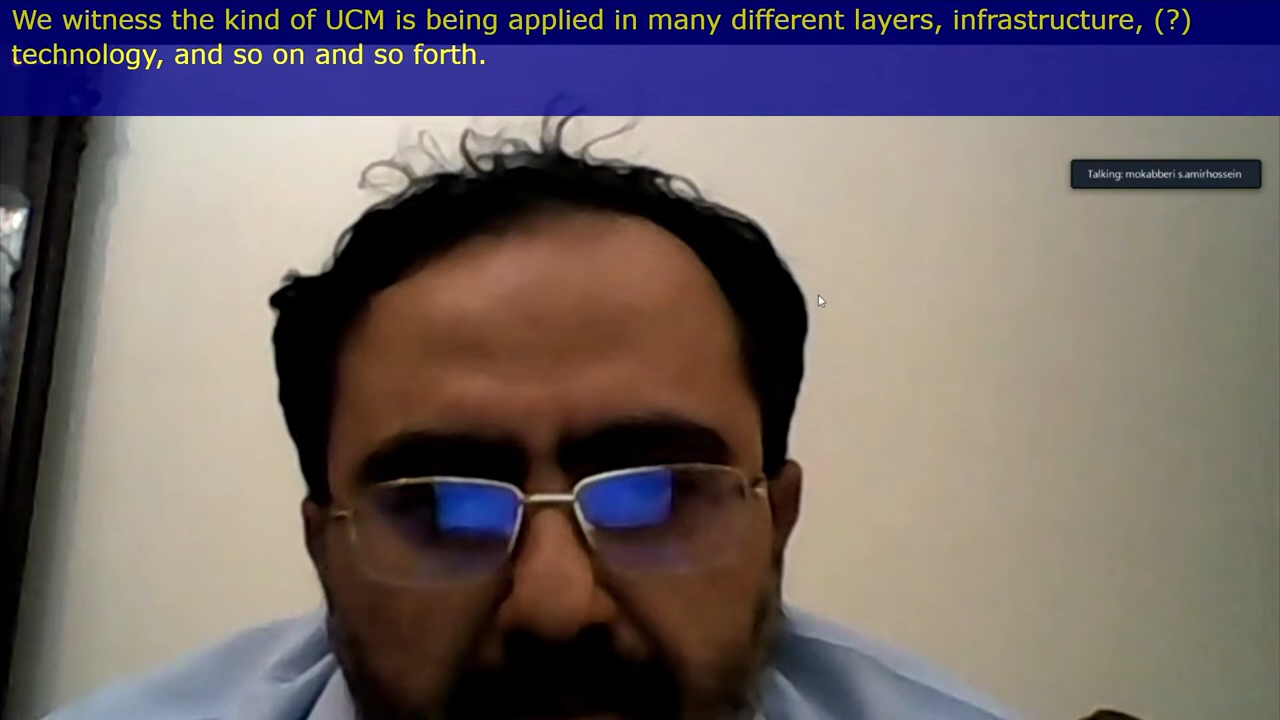 We witness the kind of UCM is being applied in many different layers, infrastructure, (?)
technology, and so on and so forth.
Talking: mokabberi s.amirhossein